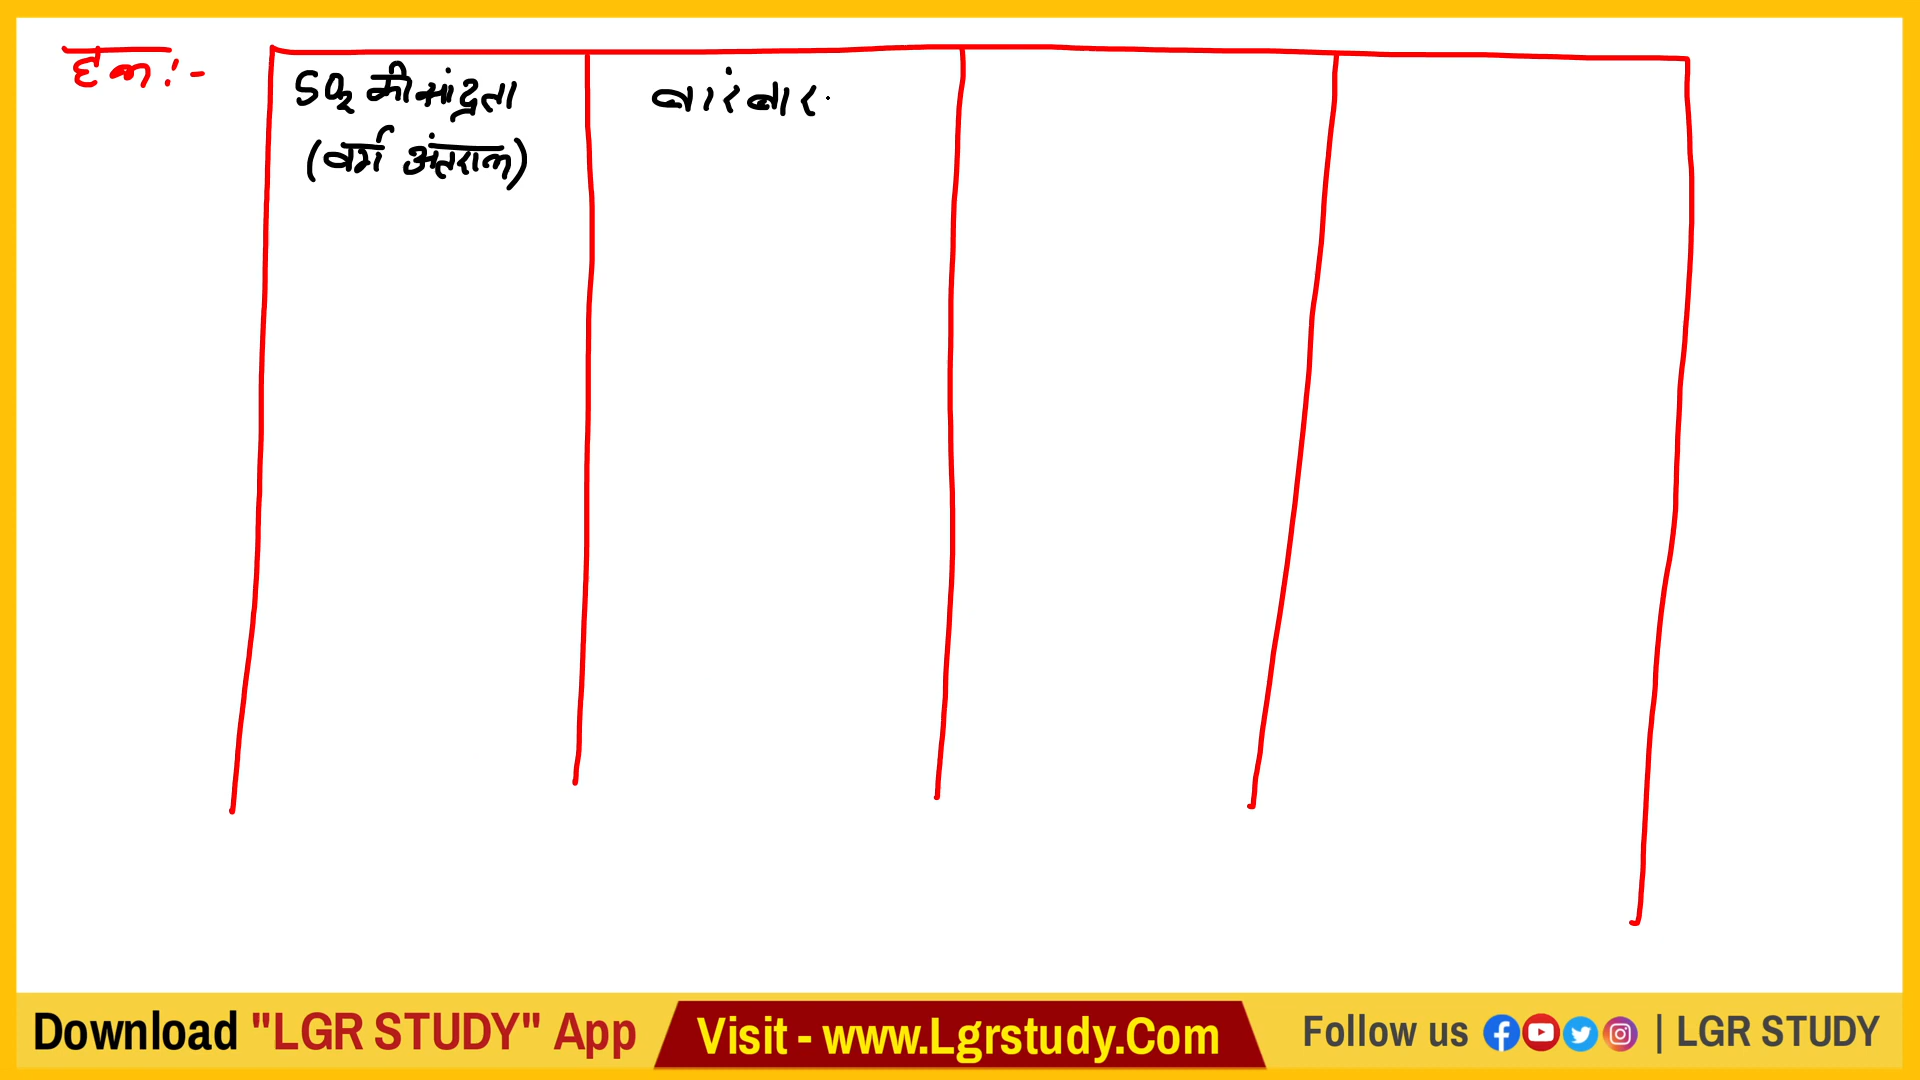 हल :-
SO₂ की सांद्रता
(वर्ग अंतराल)
बारंबार
Download "LGR STUDY" App
Visit - www.Lgrstudy.Com
Follow us | LGR STUDY